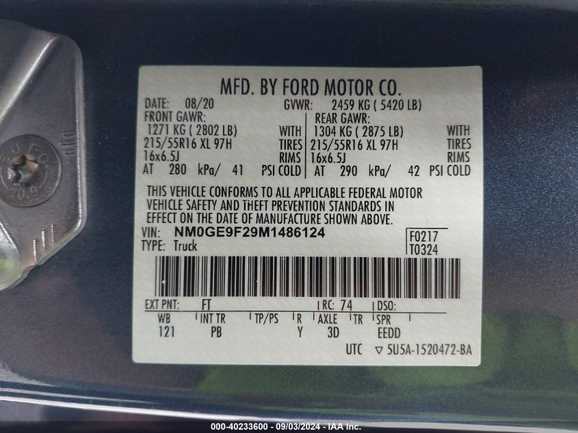 MFD. BY FORD MOTOR CO.
DATE: 08/20 GVWR: 2459 KG ( 5420 LB)
FRONT GAWR: REAR GAWR:
1271 KG ( 2802 LB) WITH 1304 KG ( 2875 LB) WITH
215/55R16 XL 97H TIRES 215/55R16 XL 97H TIRES
16x6.5J RIMS 16x6.5J RIMS
AT 280 kPa/ 41 PSI COLD AT 290 kPa/ 42 PSI COLD
THIS VEHICLE CONFORMS TO ALL APPLICABLE FEDERAL MOTOR
VEHICLE SAFETY AND THEFT PREVENTION STANDARDS IN
EFFECT ON THE DATE OF MANUFACTURE SHOWN ABOVE.
VIN: NM0GE9F29M1486124 F0217
TYPE: Truck T0324
EXT PNT: FT RC: 74 DSO:
WB INT TR TP/PS R AXLE TR SPR
121 PB Y 3D EEDD
UTC ▽ 5U5A-1520472-BA
000-40233600 - 09/03/2024 - IAA Inc.